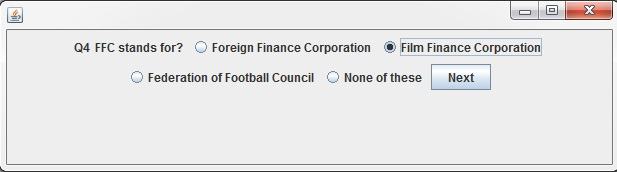 Q4 FFC stands for? Foreign Finance Corporation Film Finance Corporation
Federation of Football Council None of these Next